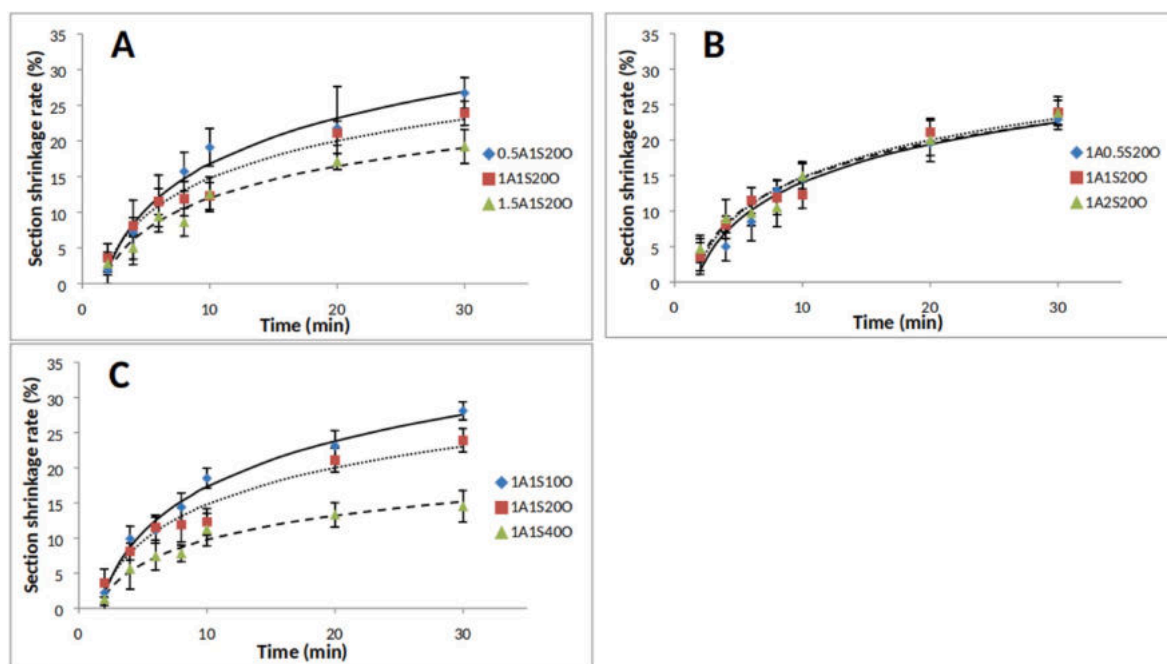 A
Section shrinkage rate (%)
35
30
25
20
15
10
5
0
0
10
20
30
Time (min)
0.5A1S20O
1A1S20O
1.5A1S20O
B
Section shrinkage rate (%)
35
30
25
20
15
10
5
0
0
10
20
30
Time (min)
1A0.5S20O
1A1S20O
1A2S20O
C
Section shrinkage rate (%)
35
30
25
20
15
10
5
0
0
10
20
30
Time (min)
1A1S10O
1A1S20O
1A1S40O